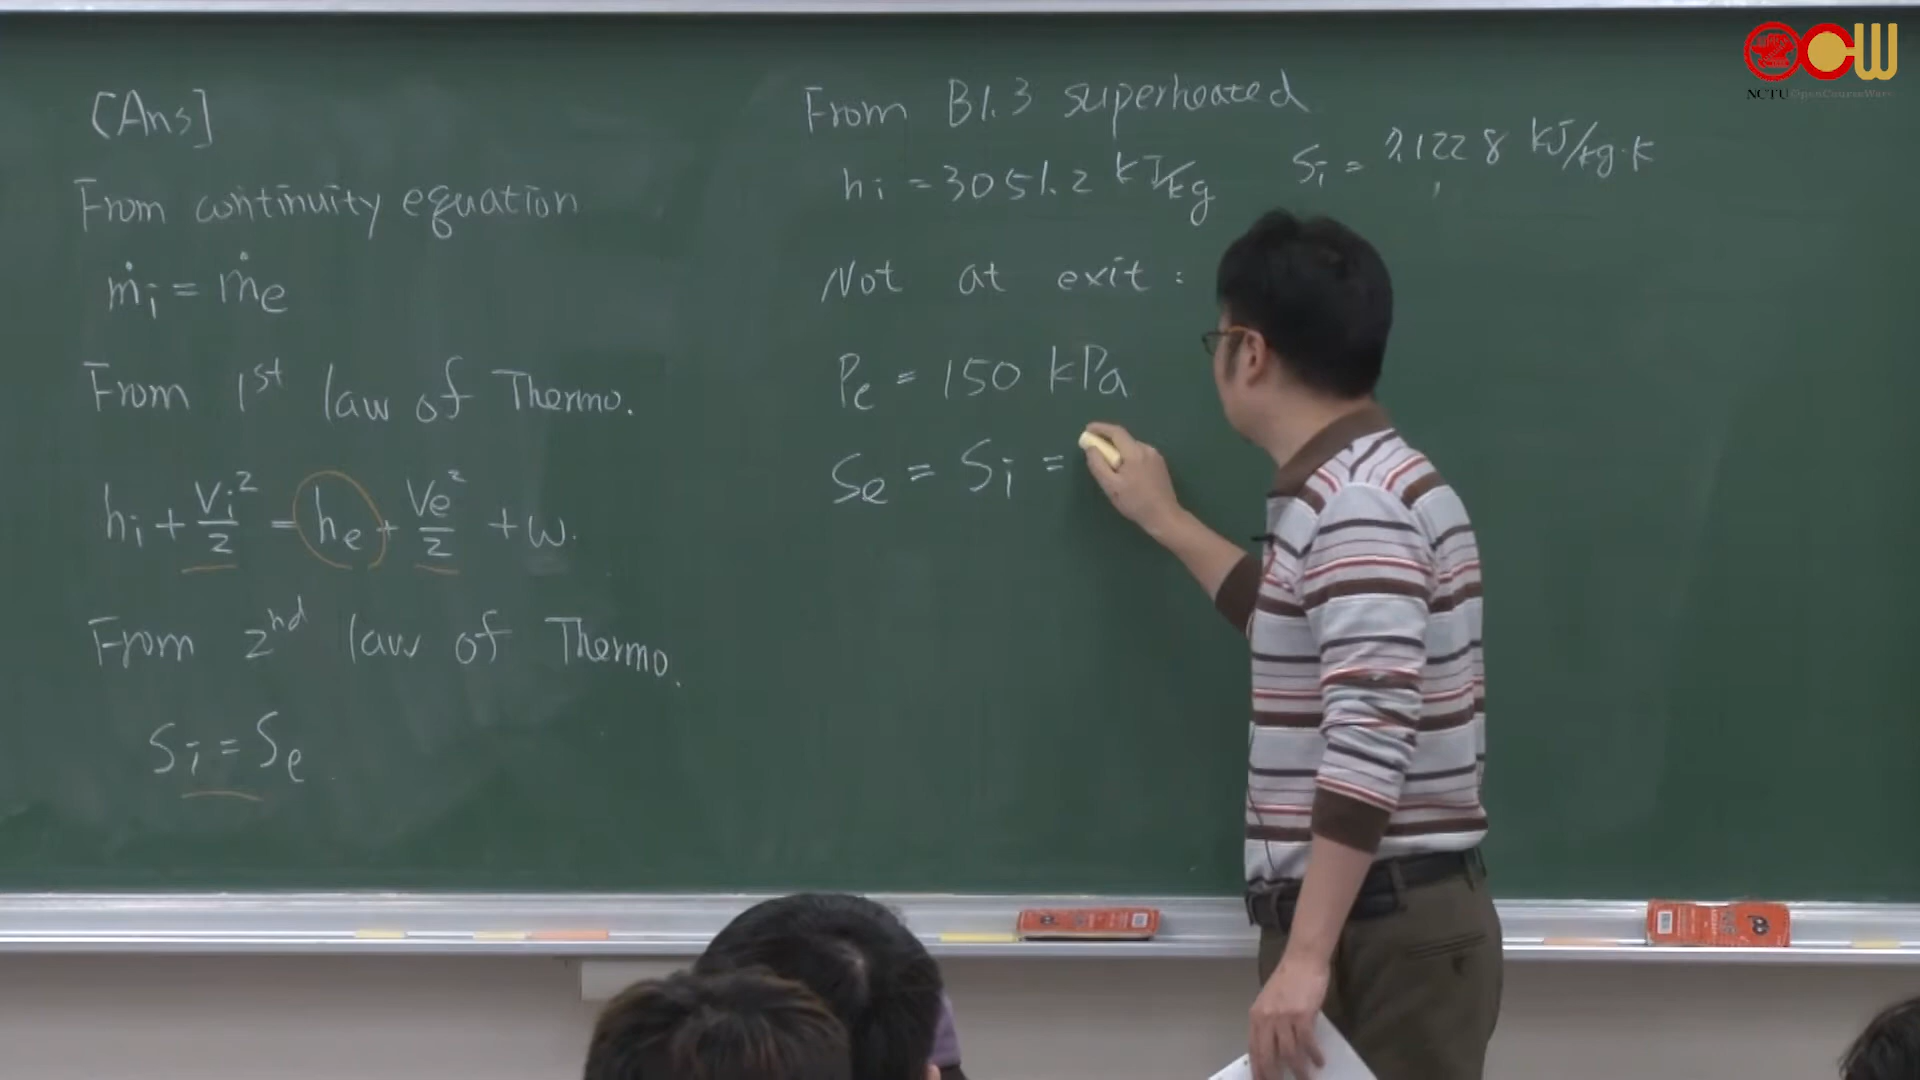 [Ans]
From continuity equation
ṁi = ṁe
From 1st law of Thermo.
hi + Vi²/2 = he + Ve²/2 + w.
From 2nd law of Thermo.
Si = Se
From B1.3 superheated
hi = 3051.2 kJ/kg Si = 7.1228 kJ/kg·K
Not at exit :
Pe = 150 kPa
Se = Si =
NCTU OpenCourseWare